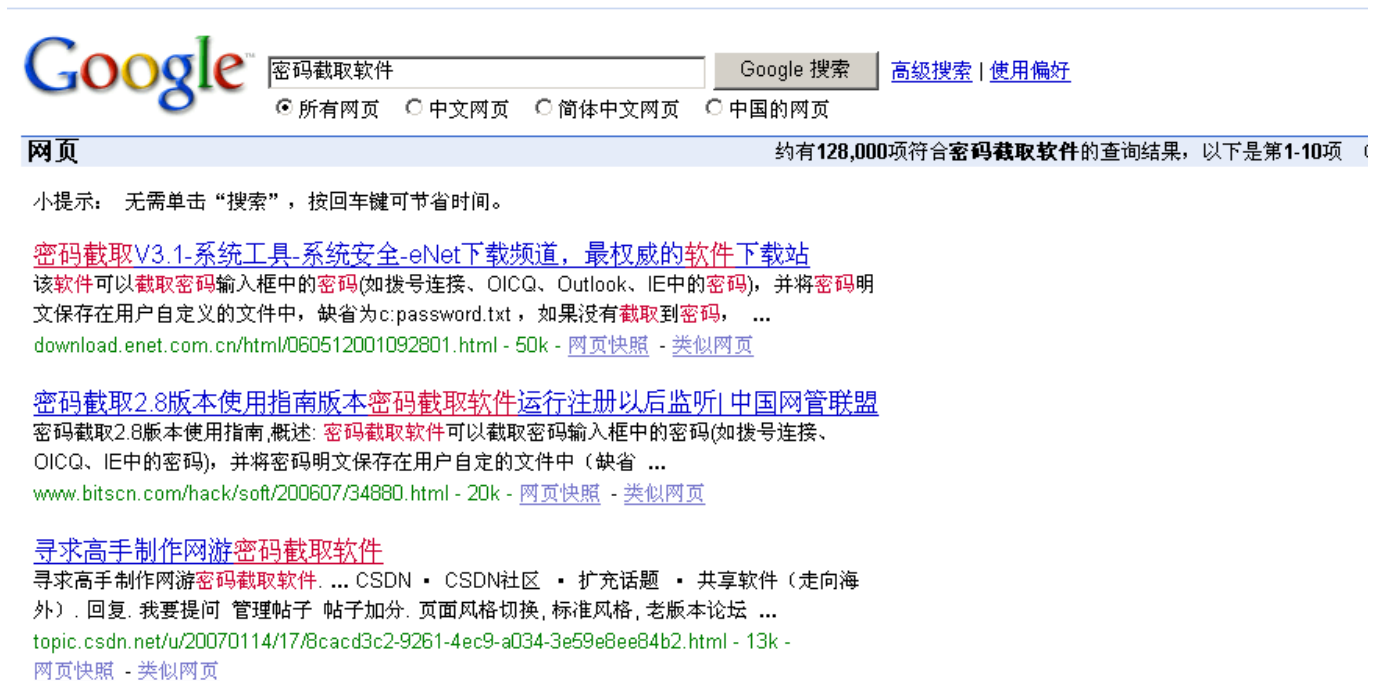 Google™ 密码截取软件 Google 搜索 高级搜索 | 使用偏好
所有网页 中文网页 简体中文网页 中国的网页
网页 约有128,000项符合密码截取软件的查询结果，以下是第1-10项
小提示： 无需单击“搜索”，按回车键可节省时间。
密码截取V3.1-系统工具-系统安全-eNet下载频道，最权威的软件下载站
该软件可以截取密码输入框中的密码(如拨号连接、OICQ、Outlook、IE中的密码)，并将密码明
文保存在用户自定义的文件中，缺省为c:password.txt，如果没有截取到密码， ...
download.enet.com.cn/html/060512001092801.html - 50k - 网页快照 - 类似网页
密码截取2.8版本使用指南版本密码截取软件运行注册以后监听| 中国网管联盟
密码截取2.8版本使用指南,概述: 密码截取软件可以截取密码输入框中的密码(如拨号连接、
OICQ、IE中的密码)，并将密码明文保存在用户自定的文件中（缺省 ...
www.bitscn.com/hack/soft/200607/34880.html - 20k - 网页快照 - 类似网页
寻求高手制作网游密码截取软件
寻求高手制作网游密码截取软件. ... CSDN ▪ CSDN社区 ▪ 扩充话题 ▪ 共享软件（走向海
外）. 回复. 我要提问 管理帖子 帖子加分. 页面风格切换, 标准风格, 老版本论坛 ...
topic.csdn.net/u/20070114/17/8cacd3c2-9261-4ec9-a034-3e59e8ee84b2.html - 13k -
网页快照 - 类似网页